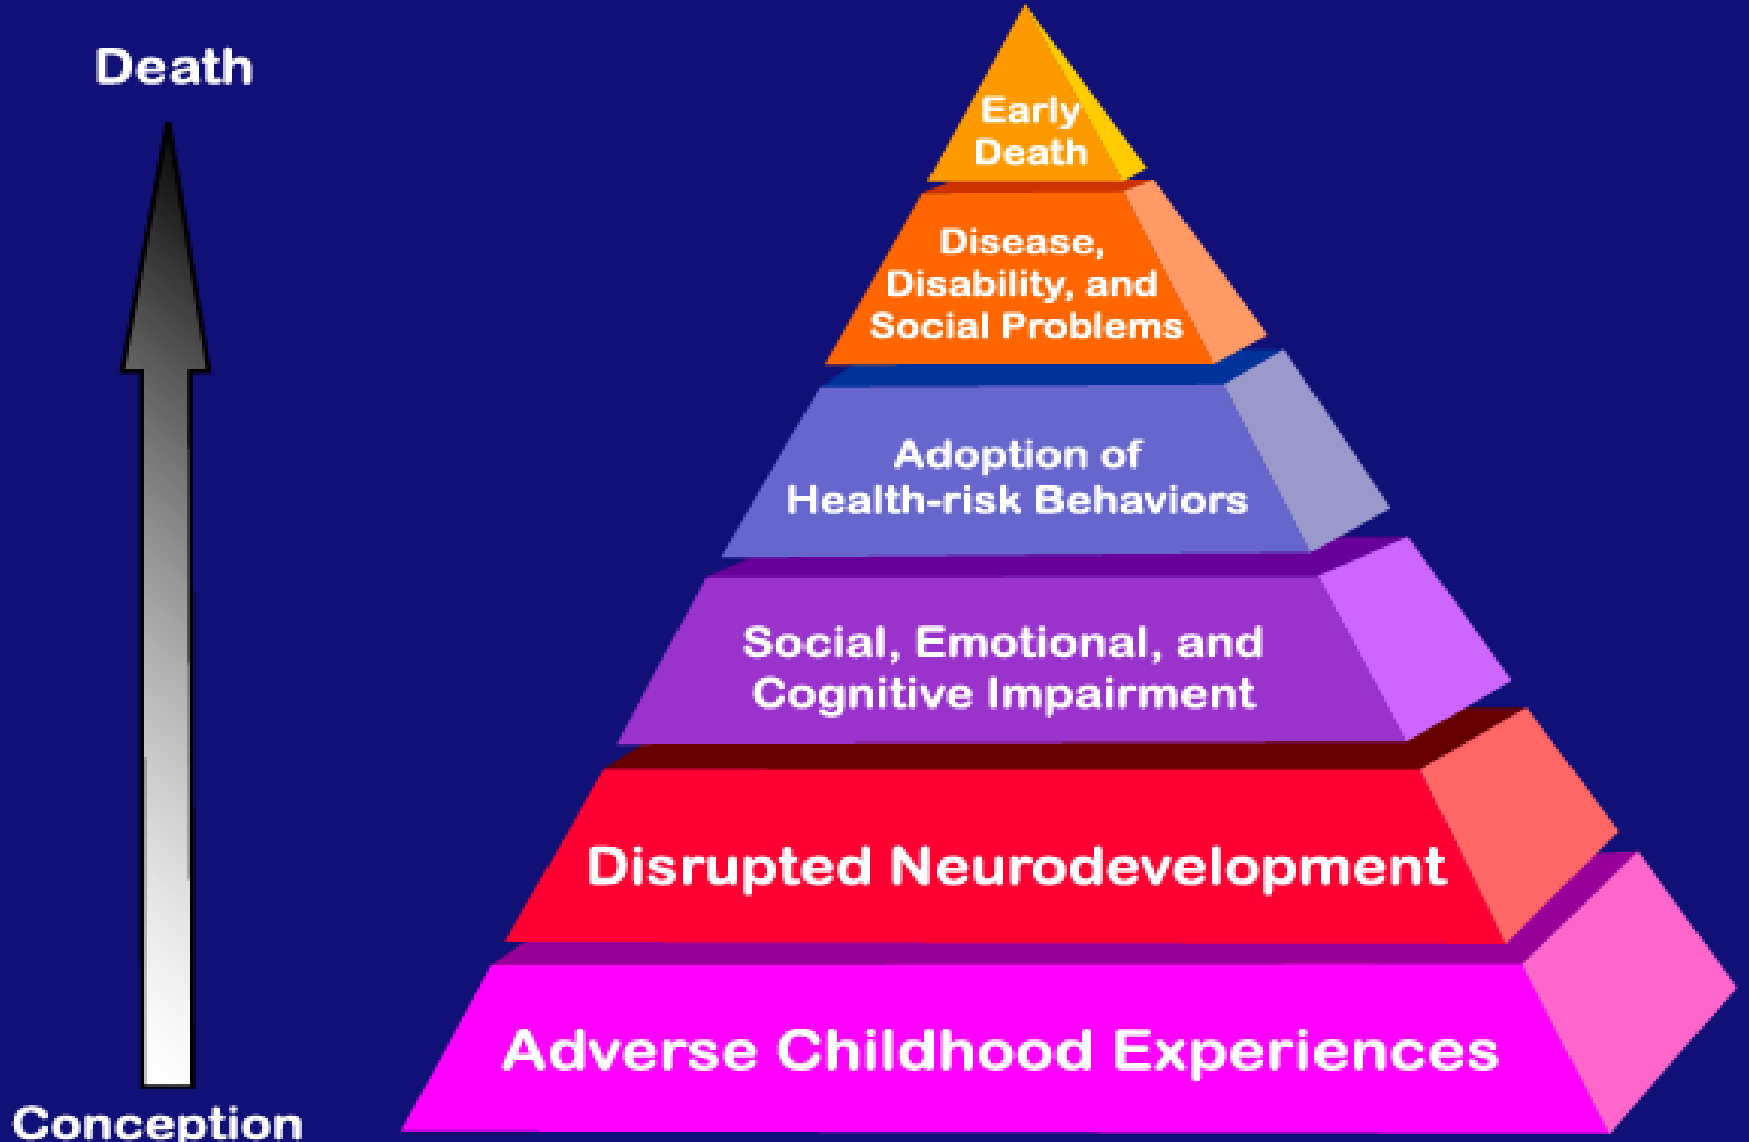 Death
Early
Death
Disease,
Disability, and
Social Problems
Adoption of
Health-risk Behaviors
Social, Emotional, and
Cognitive Impairment
Disrupted Neurodevelopment
Adverse Childhood Experiences
Conception